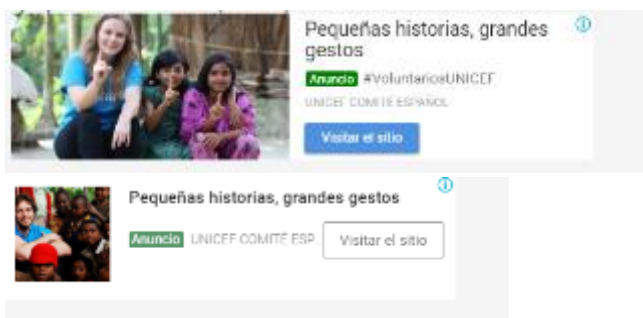 Pequeñas historias, grandes
gestos
Anuncio #VoluntariosUNICEF
UNICEF COMITÉ ESPAÑOL
Visitar el sitio
Pequeñas historias, grandes gestos
Anuncio UNICEF COMITÉ ESP...
Visitar el sitio